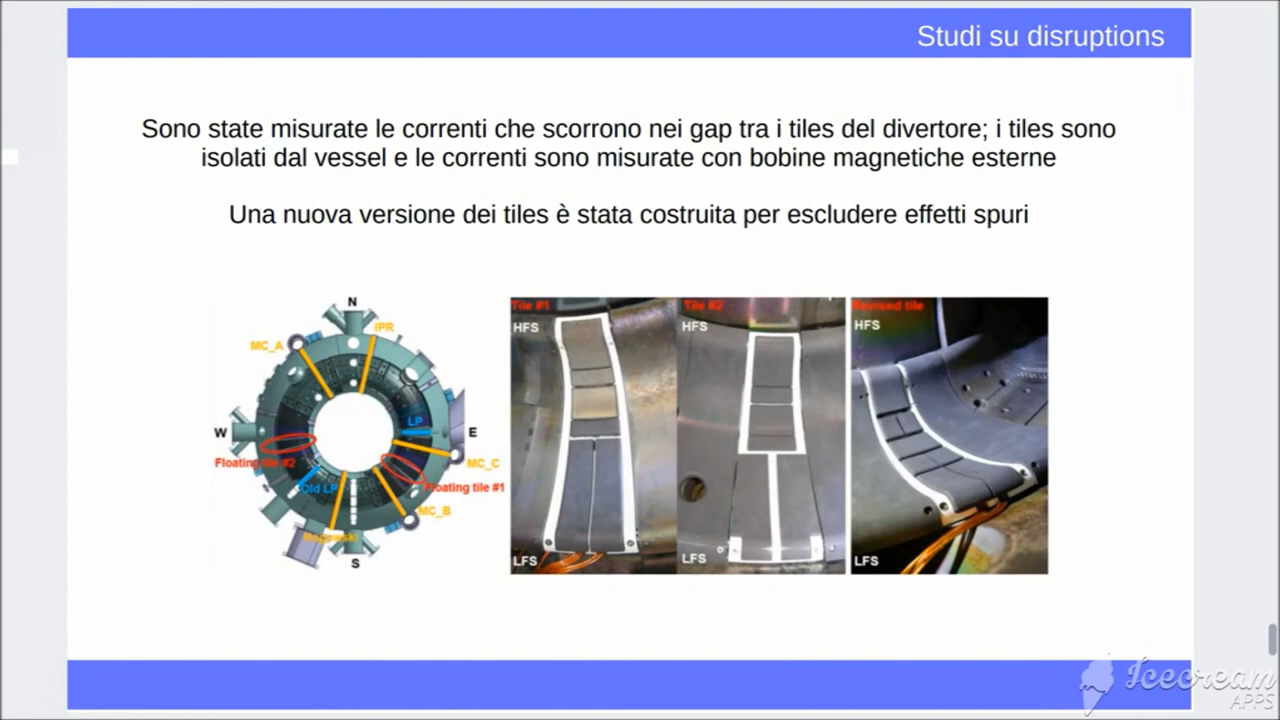 Studi su disruptions
Sono state misurate le correnti che scorrono nei gap tra i tiles del divertore; i tiles sono
isolati dal vessel e le correnti sono misurate con bobine magnetiche esterne
Una nuova versione dei tiles è stata costruita per escludere effetti spuri
N
IPR
MC_A
LP
W
E
Floating tile #2
MC_C
Old LP
Floating tile #1
MC_B
S
Tile #1
HFS
LFS
Tile #2
HFS
LFS
Revised tile
HFS
LFS
Icecream
APPS